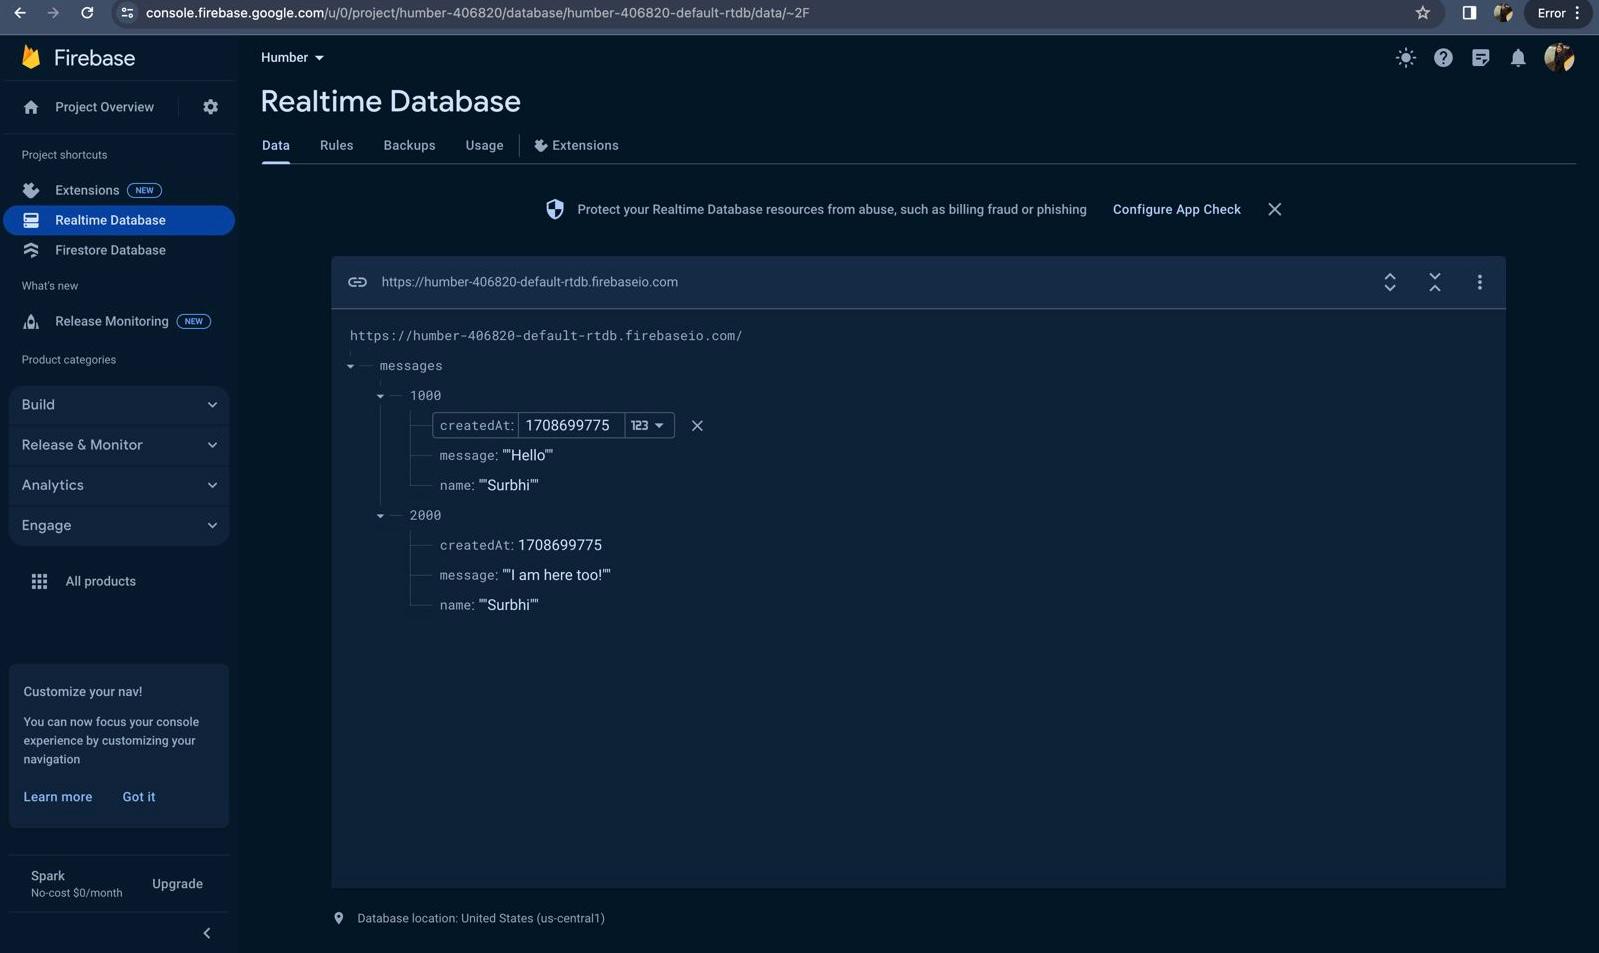 console.firebase.google.com/u/0/project/humber-406820/database/humber-406820-default-rtdb/data/~2F
Error
Firebase
Humber
Project Overview
Realtime Database
Data Rules Backups Usage Extensions
Project shortcuts
Extensions NEW
Realtime Database
Firestore Database
What's new
Release Monitoring NEW
Product categories
Build
Release & Monitor
Analytics
Engage
All products
Customize your nav!
You can now focus your console
experience by customizing your
navigation
Learn more Got it
Spark
No-cost $0/month
Upgrade
Protect your Realtime Database resources from abuse, such as billing fraud or phishing Configure App Check
https://humber-406820-default-rtdb.firebaseio.com
https://humber-406820-default-rtdb.firebaseio.com/
messages
1000
createdAt: 1708699775 123
message: ""Hello""
name: ""Surbhi""
2000
createdAt: 1708699775
message: ""I am here too!""
name: ""Surbhi""
Database location: United States (us-central1)